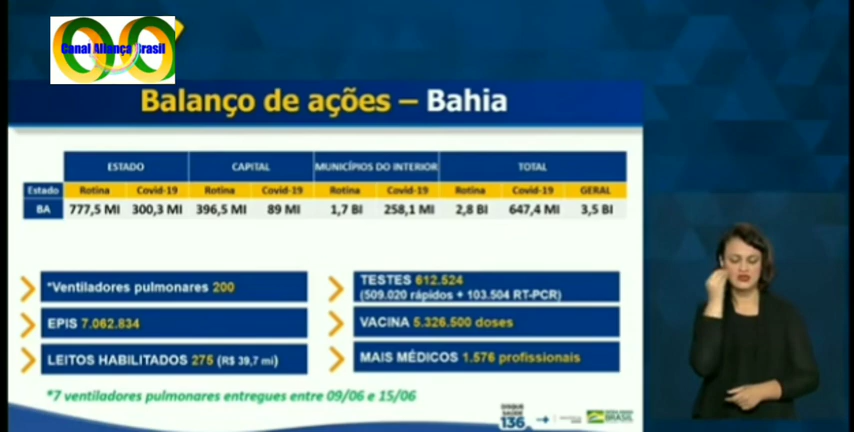 Canal Aliança Brasil
Balanço de ações – Bahia
ESTADO CAPITAL MUNICÍPIOS DO INTERIOR TOTAL
Estado Rotina Covid-19 Rotina Covid-19 Rotina Covid-19 Rotina Covid-19 GERAL
BA 777,5 MI 300,3 MI 396,5 MI 89 MI 1,7 BI 258,1 MI 2,8 BI 647,4 MI 3,5 BI
*Ventiladores pulmonares 200
TESTES 612.524
(509.020 rápidos + 103.504 RT-PCR)
EPIS 7.062.834
VACINA 5.326.500 doses
LEITOS HABILITADOS 275 (R$ 39,7 mi)
MAIS MÉDICOS 1.576 profissionais
*7 ventiladores pulmonares entregues entre 09/06 e 15/06
DISQUE
SAÚDE
136
BRASIL